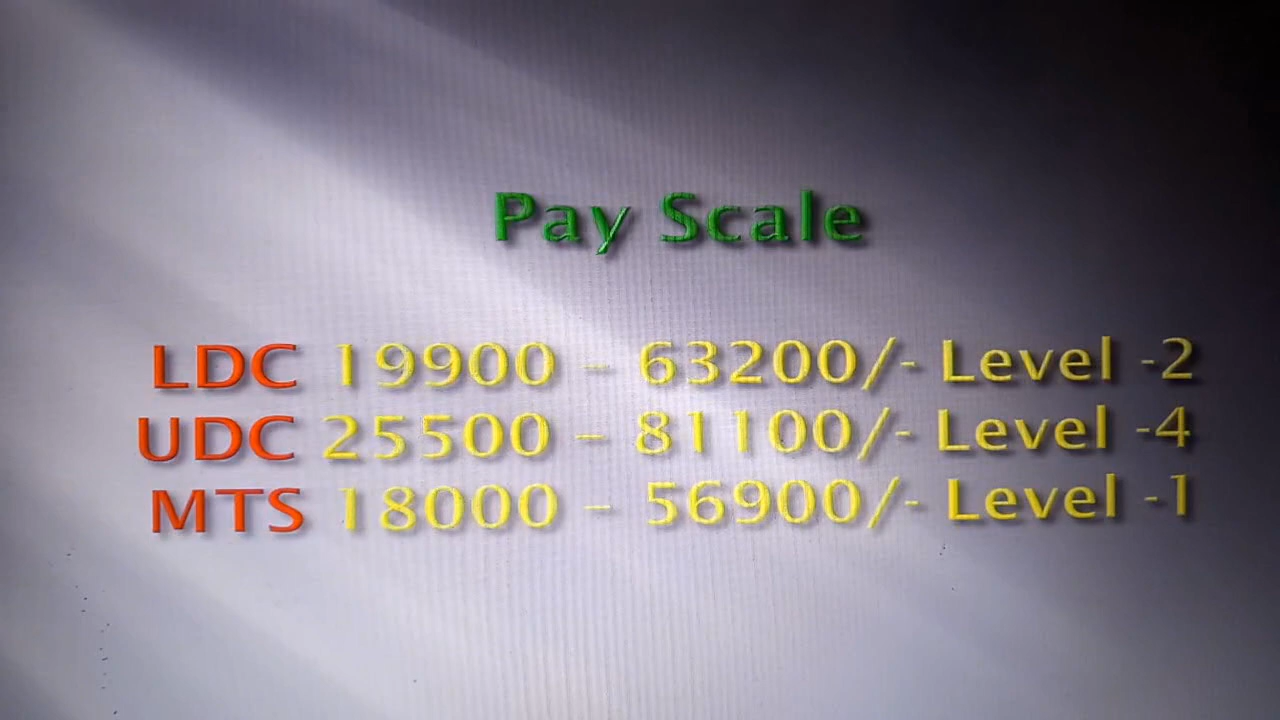 Pay Scale
LDC 19900 – 63200/- Level -2
UDC 25500 – 81100/- Level -4
MTS 18000 – 56900/- Level -1